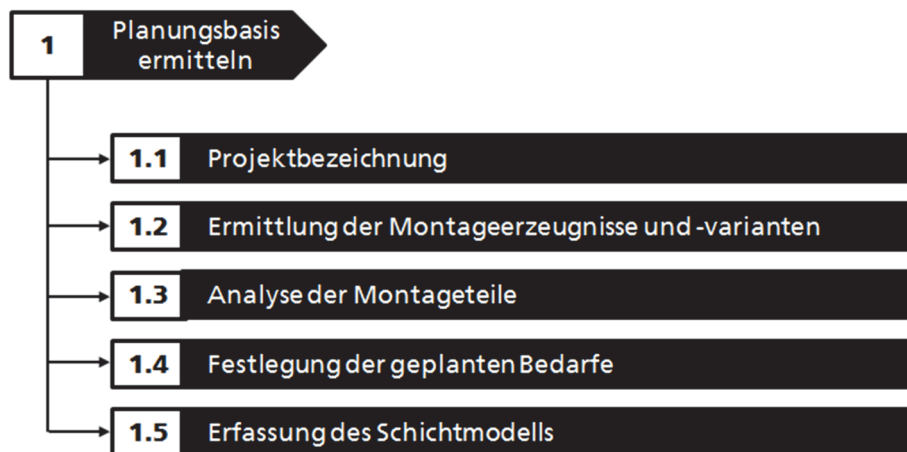 1
Planungsbasis
ermitteln
1.1 Projektbezeichnung
1.2 Ermittlung der Montageerzeugnisse und -varianten
1.3 Analyse der Montageteile
1.4 Festlegung der geplanten Bedarfe
1.5 Erfassung des Schichtmodells